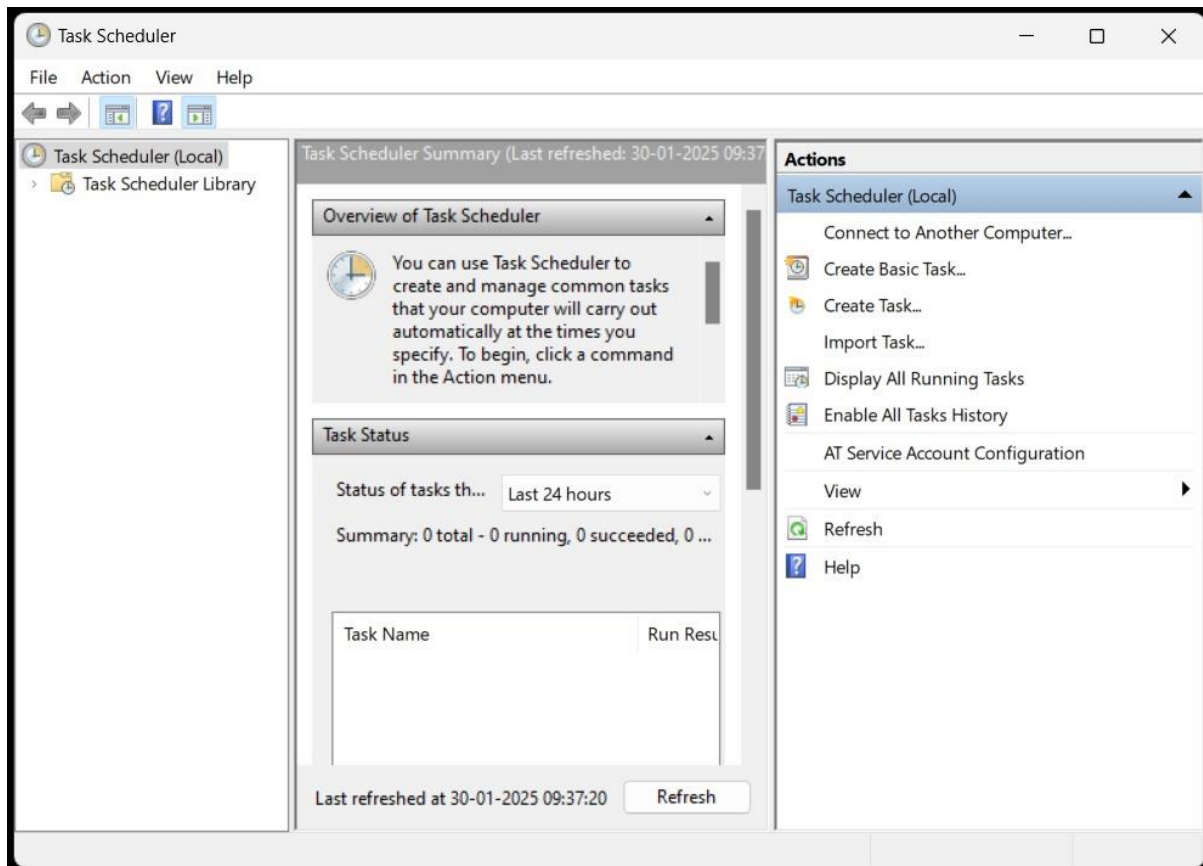 Task Scheduler
File Action View Help
Task Scheduler (Local)
Task Scheduler Library
Task Scheduler Summary (Last refreshed: 30-01-2025 09:37
Overview of Task Scheduler
You can use Task Scheduler to
create and manage common tasks
that your computer will carry out
automatically at the times you
specify. To begin, click a command
in the Action menu.
Task Status
Status of tasks th... Last 24 hours
Summary: 0 total - 0 running, 0 succeeded, 0 ...
Task Name Run Resu
Last refreshed at 30-01-2025 09:37:20 Refresh
Actions
Task Scheduler (Local)
Connect to Another Computer...
Create Basic Task...
Create Task...
Import Task...
Display All Running Tasks
Enable All Tasks History
AT Service Account Configuration
View
Refresh
Help